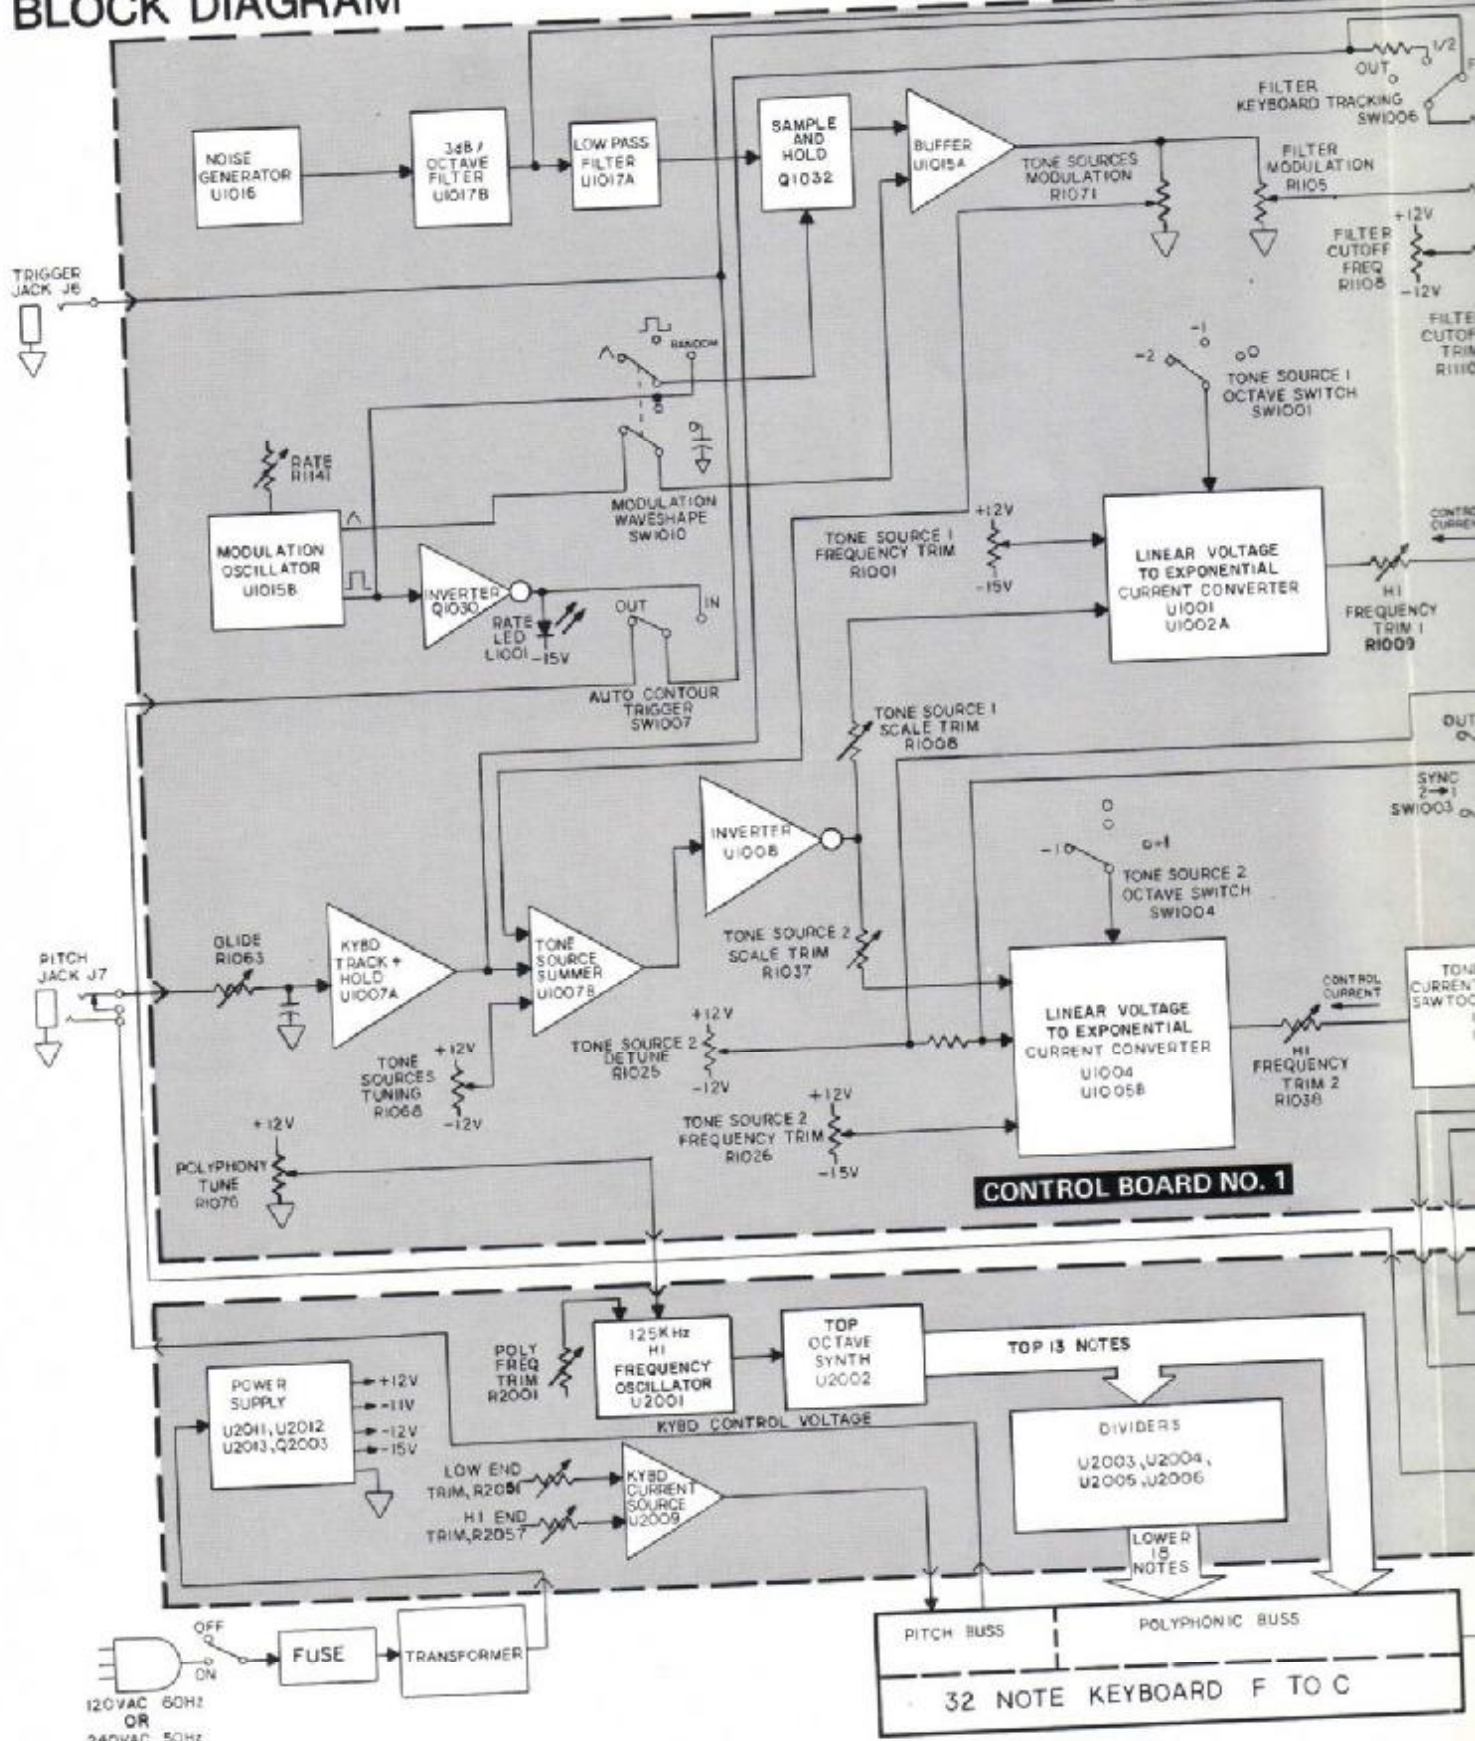 BLOCK DIAGRAM
1/2
OUT
FILTER
KEYBOARD TRACKING
SW1006
NOISE
GENERATOR
U1016
3dB/
OCTAVE
FILTER
U1017B
LOW PASS
FILTER
U1017A
SAMPLE
AND
HOLD
Q1032
BUFFER
U1015A
TONE SOURCES
MODULATION
R1071
FILTER
MODULATION
R1105
+12V
FILTER
CUTOFF
FREQ
R1108
-12V
TRIGGER
JACK J6
RANDOM
-2
-1
O
TONE SOURCE 1
OCTAVE SWITCH
SW1001
RATE
R1141
MODULATION
WAVESHAPE
SW1010
MODULATION
OSCILLATOR
U1015B
INVERTER
Q1030
RATE
LED
L1001
-15V
OUT
IN
AUTO CONTOUR
TRIGGER
SW1007
+12V
TONE SOURCE 1
FREQUENCY TRIM
R1001
-15V
LINEAR VOLTAGE
TO EXPONENTIAL
CURRENT CONVERTER
U1001
U1002A
HI
FREQUENCY
TRIM 1
R1009
TONE SOURCE 1
SCALE TRIM
R1008
OUT
SYNC
2→1
SW1003
INVERTER
U1008
O
-1
+1
TONE SOURCE 2
OCTAVE SWITCH
SW1004
PITCH
JACK J7
GLIDE
R1063
KYBD
TRACK +
HOLD
U1007A
TONE
SOURCE
SUMMER
U1007B
TONE SOURCE 2
SCALE TRIM
R1037
TONE
SOURCES
TUNING
R1068
+12V
-12V
TONE SOURCE 2
DETUNE
R1025
+12V
-12V
LINEAR VOLTAGE
TO EXPONENTIAL
CURRENT CONVERTER
U1004
U1005B
CONTROL
CURRENT
HI
FREQUENCY
TRIM 2
R1038
+12V
POLYPHONY
TUNE
R1076
TONE SOURCE 2
FREQUENCY TRIM
R1026
+12V
-15V
CONTROL BOARD NO. 1
POWER
SUPPLY
U2011,U2012
U2013,Q2003
+12V
-11V
-12V
-15V
POLY
FREQ
TRIM
R2001
125KHz
HI
FREQUENCY
OSCILLATOR
U2001
TOP
OCTAVE
SYNTH
U2002
TOP 13 NOTES
KYBD CONTROL VOLTAGE
DIVIDERS
U2003,U2004,
U2005,U2006
LOW END
HI END
TRIM,R2057
KYBD
CURRENT
SOURCE
U2009
LOWER
18
NOTES
OFF
ON
FUSE
TRANSFORMER
120VAC 60Hz
OR
240VAC 50Hz
PITCH BUSS
POLYPHONIC BUSS
32 NOTE KEYBOARD F TO C